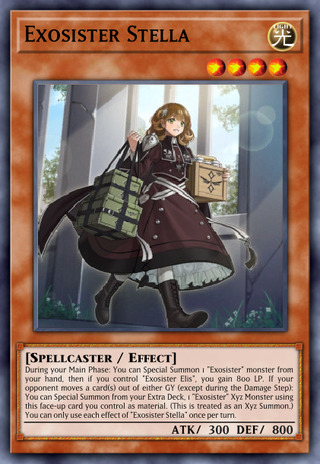 Exosister Stella
LIGHT
光
[Spellcaster / Effect]
During your Main Phase: You can Special Summon 1 "Exosister" monster from
your hand, then if you control "Exosister Elis", you gain 800 LP. If your
opponent moves a card(s) out of either GY (except during the Damage Step):
You can Special Summon from your Extra Deck, 1 "Exosister" Xyz Monster using
this face-up card you control as material. (This is treated as an Xyz Summon.)
You can only use each effect of "Exosister Stella" once per turn.
ATK/ 300 DEF/ 800